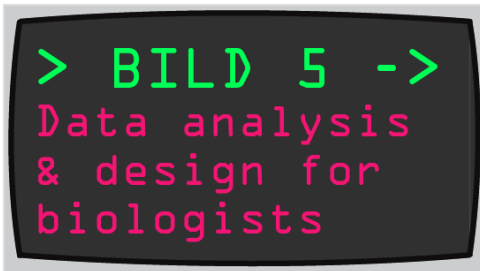 > BILD 5 ->
Data analysis
& design for
biologists